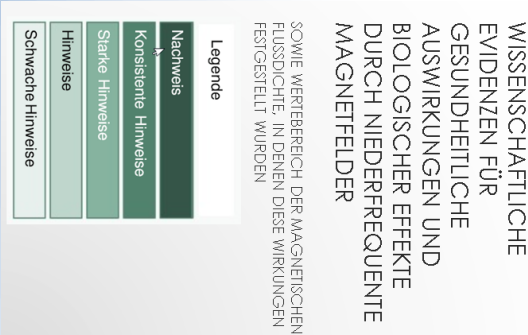 WISSENSCHAFTLICHE
EVIDENZEN FÜR
GESUNDHEITLICHE
AUSWIRKUNGEN UND
BIOLOGISCHER EFFEKTE
DURCH NIEDERFREQUENTE
MAGNETFELDER
SOWIE WERTEBEREICH DER MAGNETISCHEN
FLUSSDICHTE, IN DENEN DIESE WIRKUNGEN
FESTGESTELLT WURDEN
Legende
Nachweis
Konsistente Hinweise
Starke Hinweise
Hinweise
Schwache Hinweise